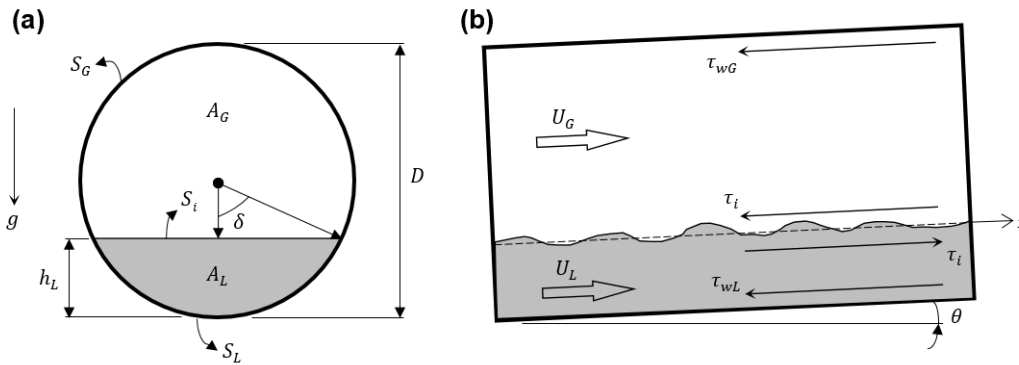 (a)
S_G
A_G
g
S_i
δ
D
h_L
A_L
S_L
(b)
τ_wG
U_G
τ_i
τ_i
U_L
τ_wL
θ